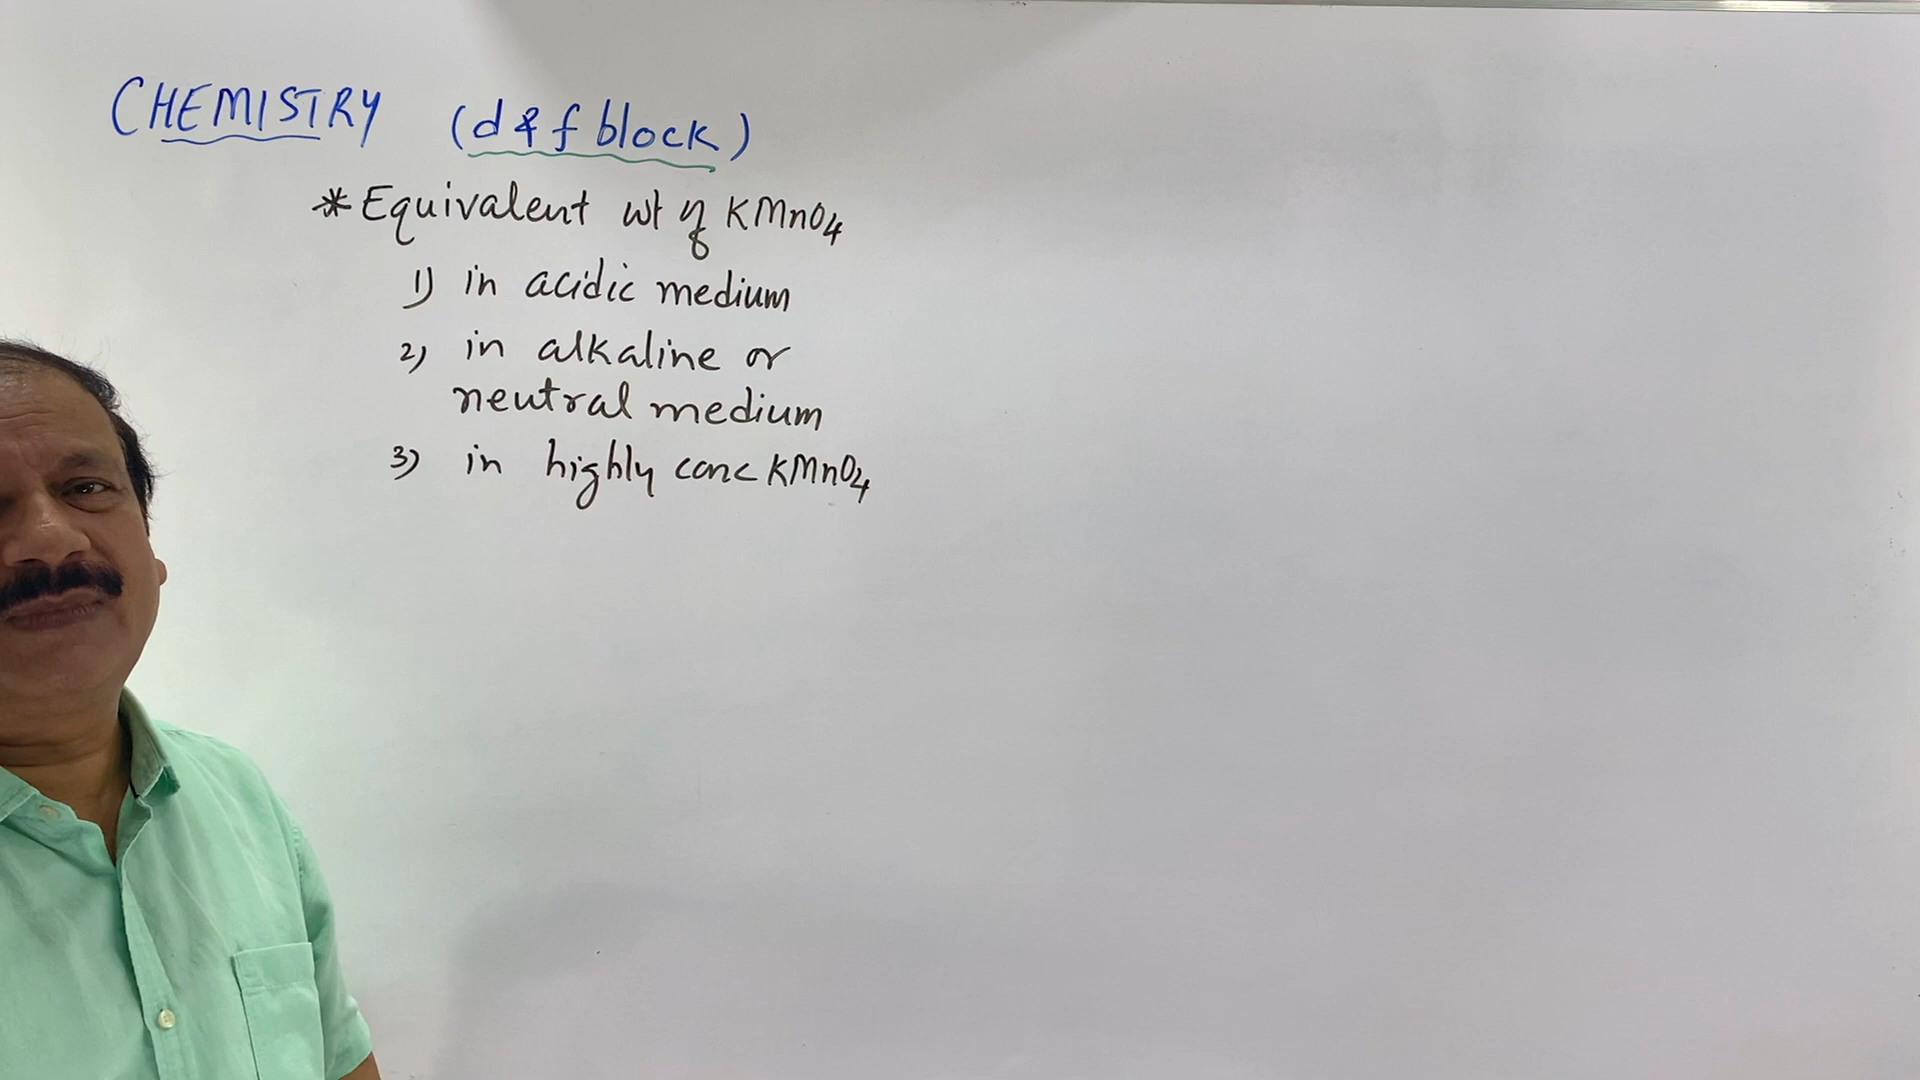 CHEMISTRY (d & f block)
* Equivalent wt of KMnO4
1) in acidic medium
2) in alkaline or
neutral medium
3) in highly conc KMnO4